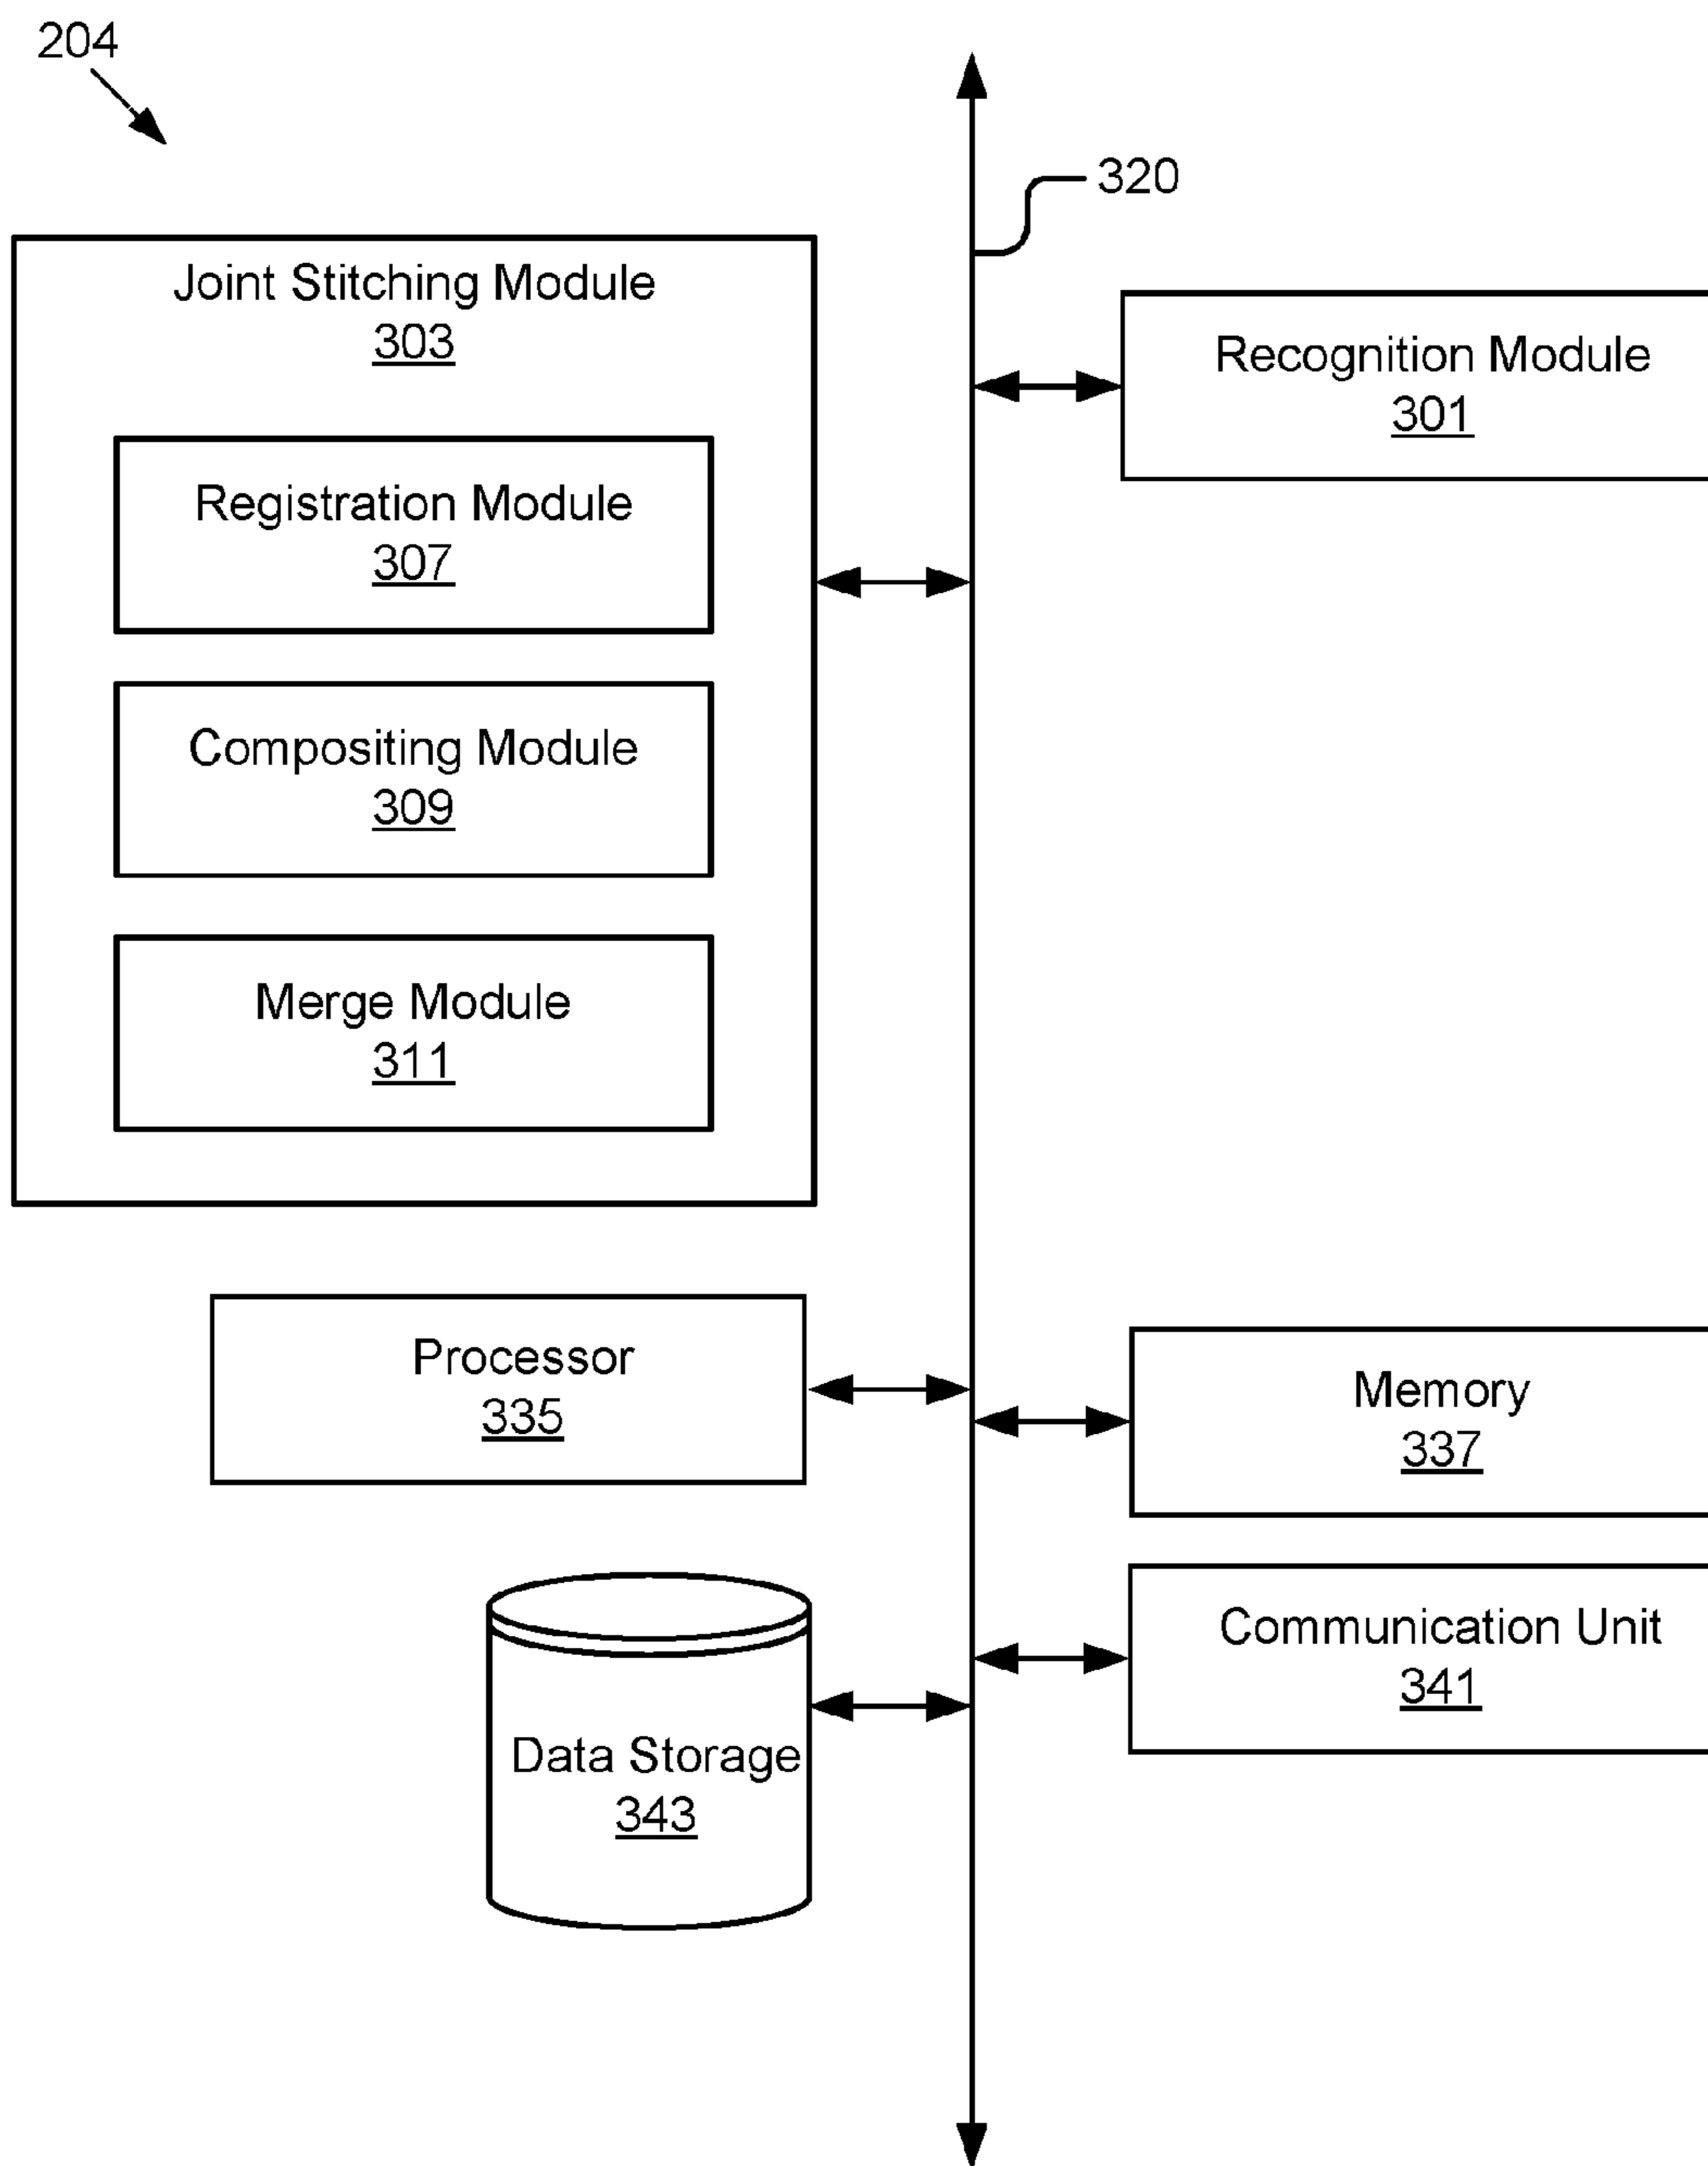 204
320
Joint Stitching Module
303
Recognition Module
301
Registration Module
307
Compositing Module
309
Merge Module
311
Processor
335
Memory
337
Communication Unit
341
Data Storage
343